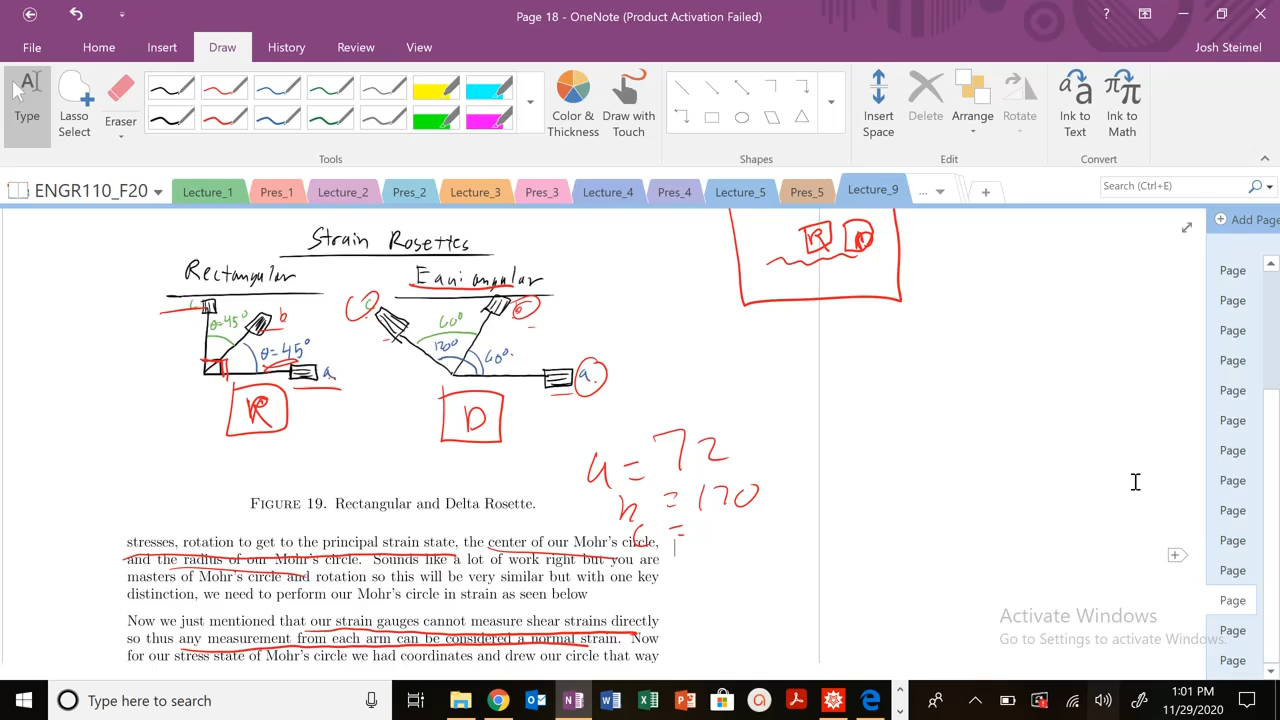 Page 18 - OneNote (Product Activation Failed)
?
File Home Insert Draw History Review View Josh Steimel
Type
Lasso Select
Eraser
Color & Thickness
Draw with Touch
Insert Space
Delete
Arrange
Rotate
Ink to Text
Ink to Math
Tools Shapes Edit Convert
ENGR110_F20 Lecture_1 Pres_1 Lecture_2 Pres_2 Lecture_3 Pres_3 Lecture_4 Pres_4 Lecture_5 Pres_5 Lecture_9 ... Search (Ctrl+E)
Add Page
Strain Rosettes
Rectangular Equiangular
R D
c
θ=45° b
θ=45° a
c b
60°
120° 60°
a
R D
a = 72
b = 170
c =
FIGURE 19. Rectangular and Delta Rosette.
stresses, rotation to get to the principal strain state, the center of our Mohr's circle,
and the radius of our Mohr's circle. Sounds like a lot of work right but you are
masters of Mohr's circle and rotation so this will be very similar but with one key
distinction, we need to perform our Mohr's circle in strain as seen below
Now we just mentioned that our strain gauges cannot measure shear strains directly
so thus any measurement from each arm can be considered a normal strain. Now
for our stress state of Mohr's circle we had coordinates and drew our circle that way
Page
Page
Page
Page
Page
Page
Page
Page
Page
Page
Page
Page
Page
Page
Activate Windows
Go to Settings to activate Windows.
Type here to search
1:01 PM
11/29/2020